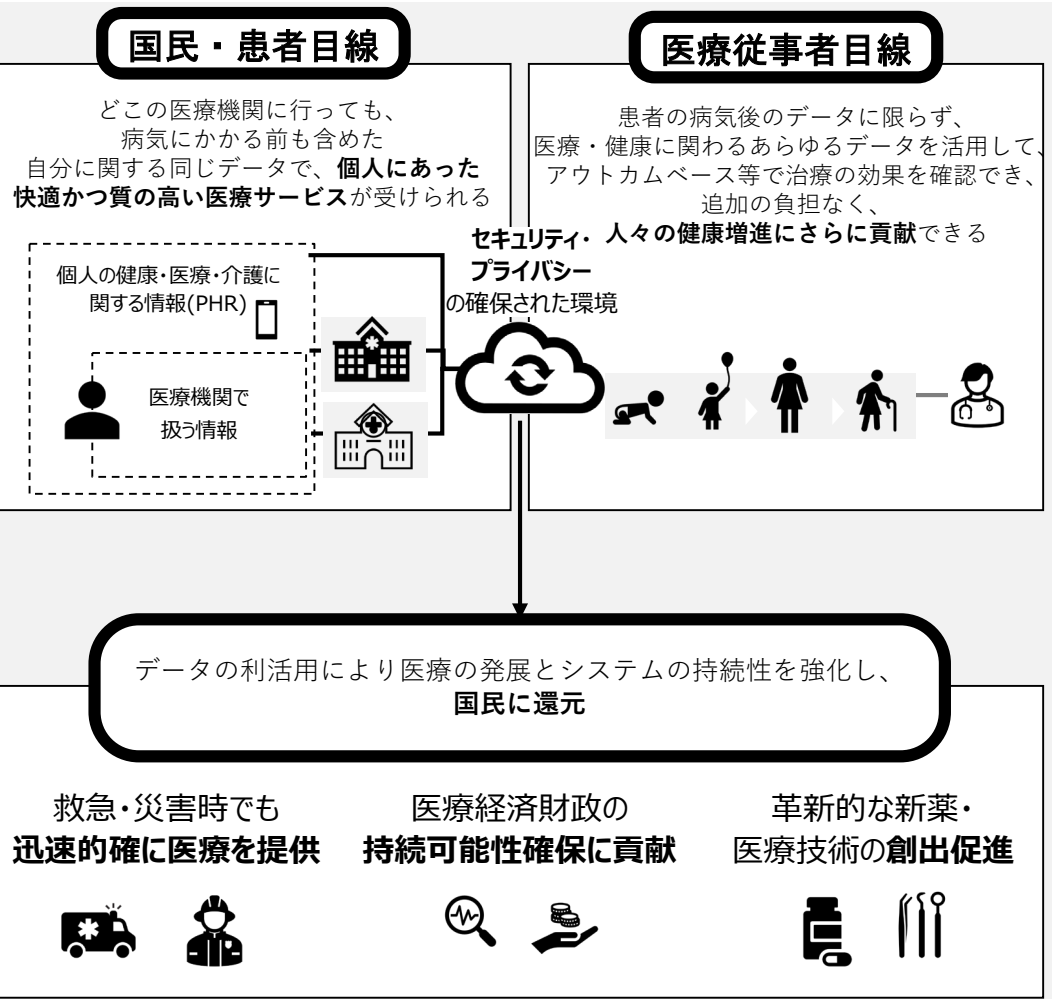 国民・患者目線
どこの医療機関に行っても、
病気にかかる前も含めた
自分に関する同じデータで、個人にあった
快適かつ質の高い医療サービスが受けられる
個人の健康・医療・介護に
関する情報(PHR)
医療機関で
扱う情報
医療従事者目線
患者の病気後のデータに限らず、
医療・健康に関わるあらゆるデータを活用して、
アウトカムベース等で治療の効果を確認でき、
追加の負担なく、
人々の健康増進にさらに貢献できる
セキュリティ・
プライバシー
の確保された環境
データの利活用により医療の発展とシステムの持続性を強化し、
国民に還元
救急・災害時でも
迅速的確に医療を提供
医療経済財政の
持続可能性確保に貢献
革新的な新薬・
医療技術の創出促進